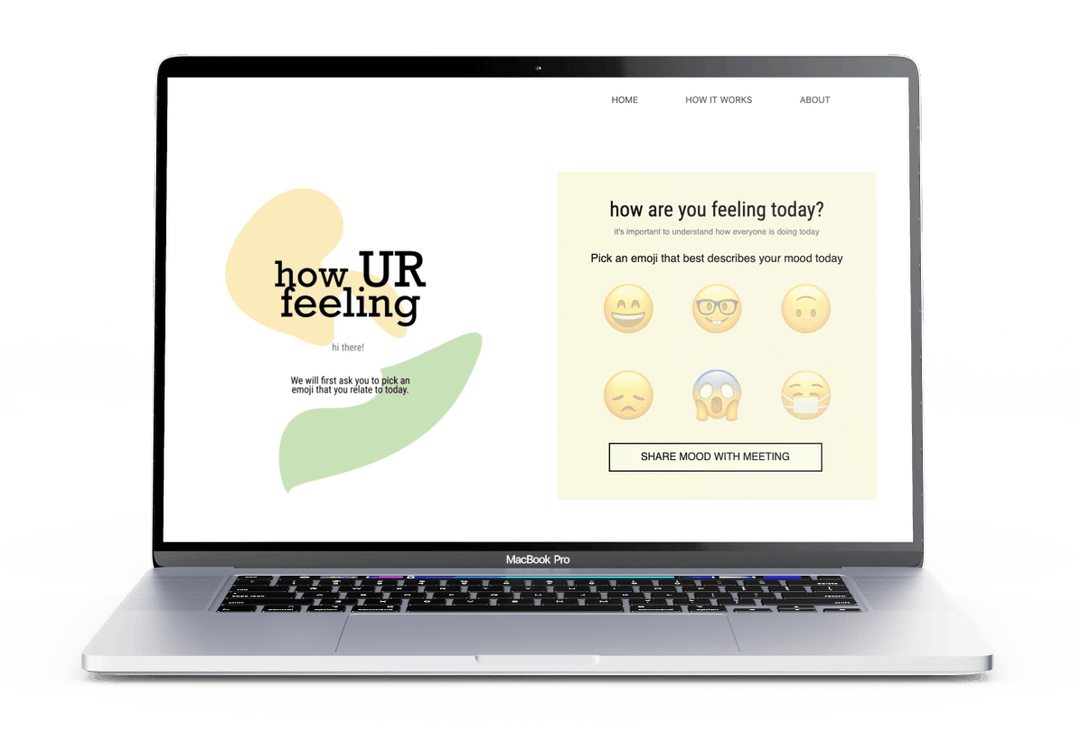 HOME HOW IT WORKS ABOUT
how UR
feeling
hi there!
We will first ask you to pick an
emoji that you relate to today.
how are you feeling today?
it's important to understand how everyone is doing today
Pick an emoji that best describes your mood today
SHARE MOOD WITH MEETING
MacBook Pro